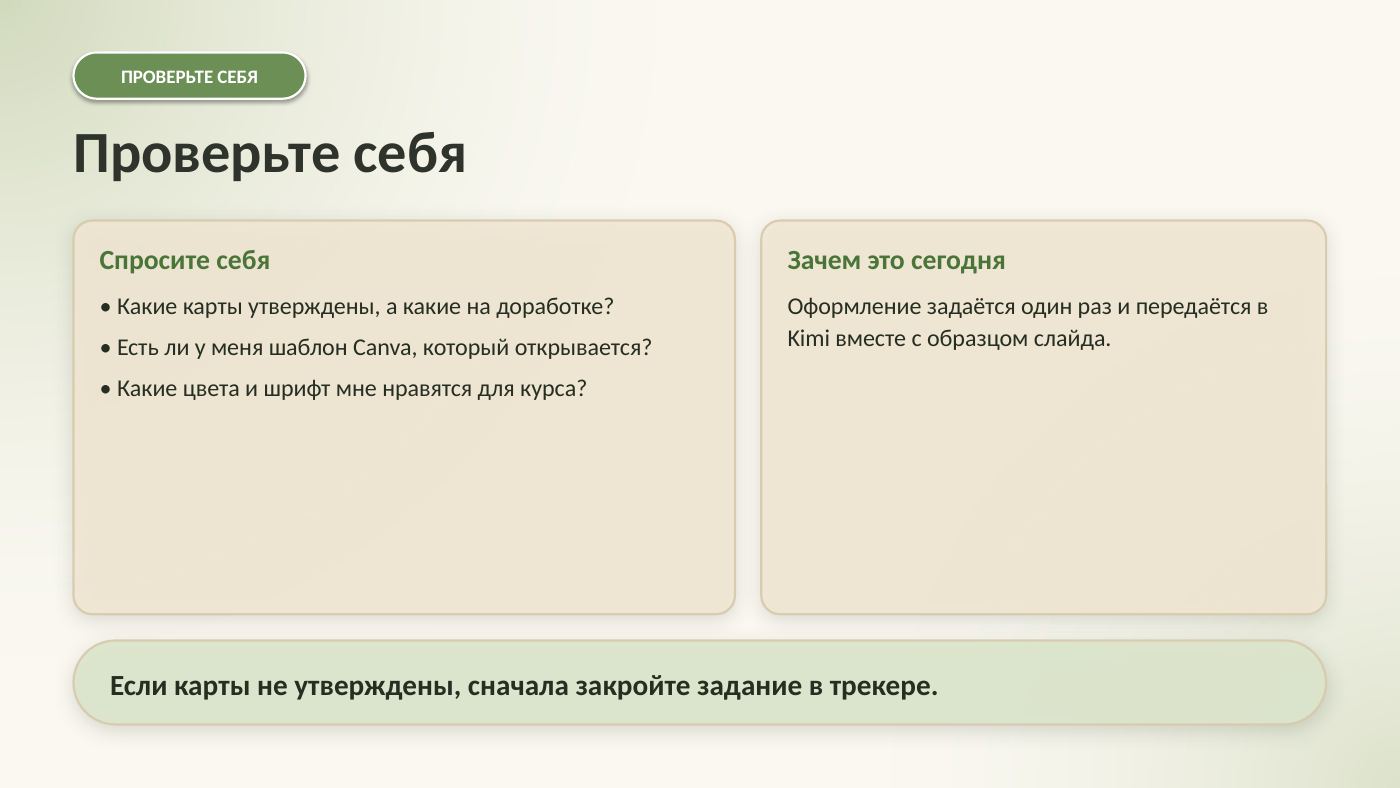 ПРОВЕРЬТЕ СЕБЯ
Проверьте себя
Спросите себя
• Какие карты утверждены, а какие на доработке?
• Есть ли у меня шаблон Canva, который открывается?
• Какие цвета и шрифт мне нравятся для курса?
Зачем это сегодня
Оформление задаётся один раз и передаётся в
Kimi вместе с образцом слайда.
Если карты не утверждены, сначала закройте задание в трекере.